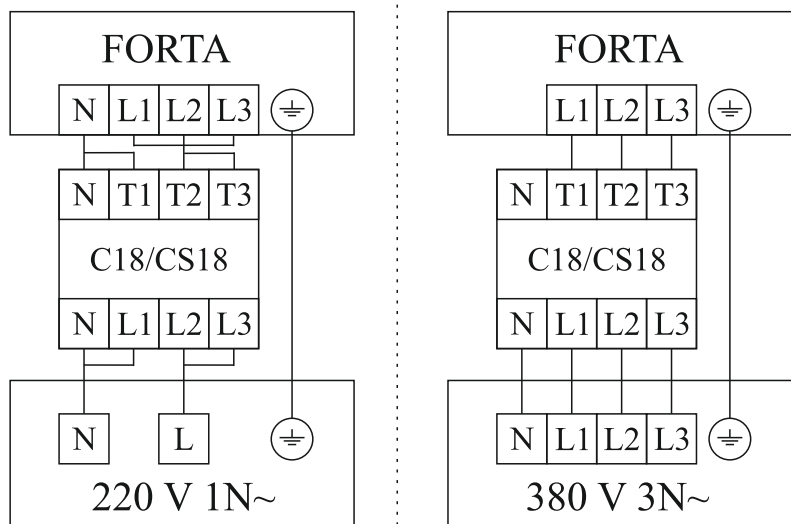 FORTA
N L1 L2 L3
N T1 T2 T3
C18/CS18
N L1 L2 L3
N L
220 V 1N~
FORTA
L1 L2 L3
N T1 T2 T3
C18/CS18
N L1 L2 L3
N L1 L2 L3
380 V 3N~